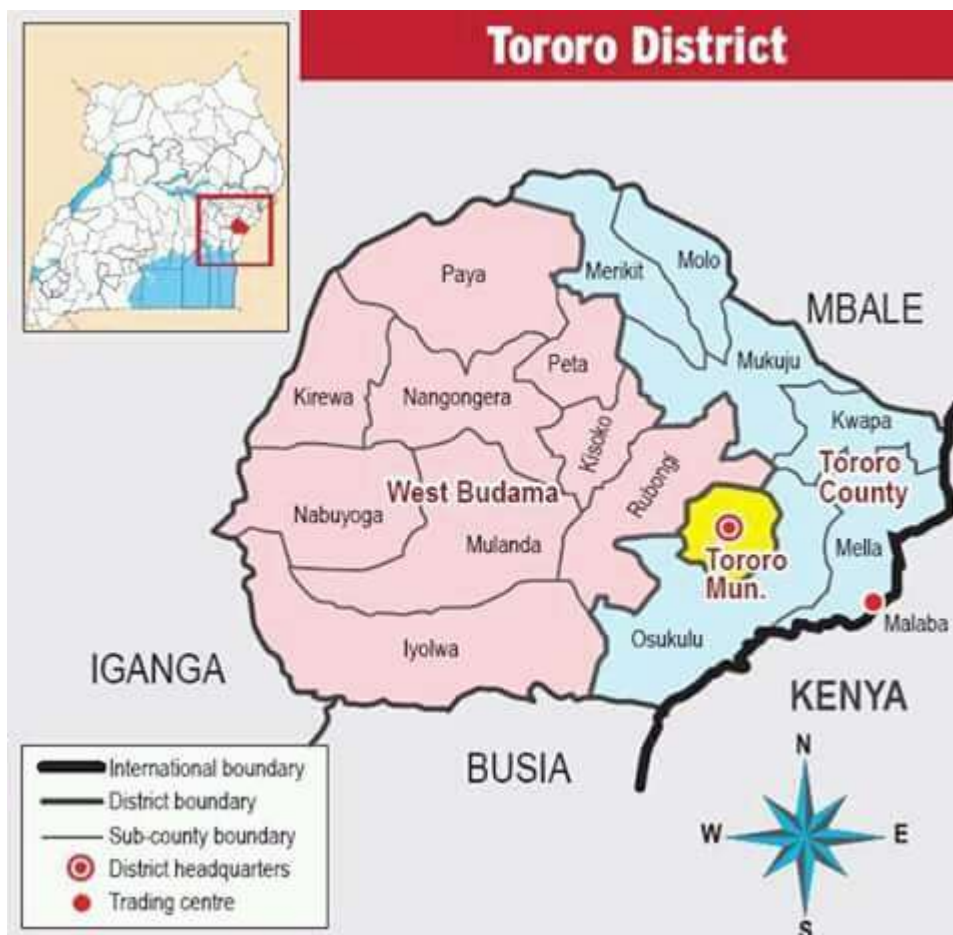 Tororo District
Paya
Merikit
Molo
MBALE
Peta
Mukuju
Kirewa
Nangongera
Kwapa
Kisoko
Tororo
County
Rubongi
West Budama
Nabuyoga
Mulanda
Mella
Tororo
Mun.
Malaba
Osukulu
Iyolwa
IGANGA
KENYA
BUSIA
International boundary
District boundary
Sub-county boundary
District headquarters
Trading centre
N
W
E
S